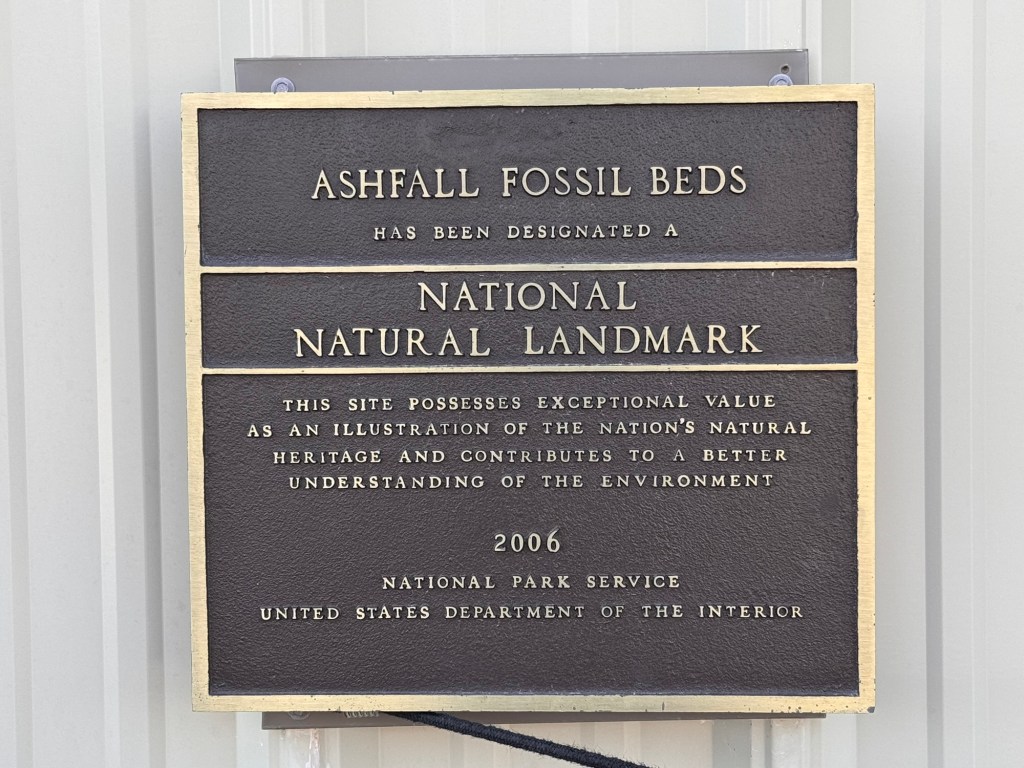 ASHFALL FOSSIL BEDS
HAS BEEN DESIGNATED A
NATIONAL
NATURAL LANDMARK
THIS SITE POSSESSES EXCEPTIONAL VALUE
AS AN ILLUSTRATION OF THE NATION'S NATURAL
HERITAGE AND CONTRIBUTES TO A BETTER
UNDERSTANDING OF THE ENVIRONMENT
2006
NATIONAL PARK SERVICE
UNITED STATES DEPARTMENT OF THE INTERIOR